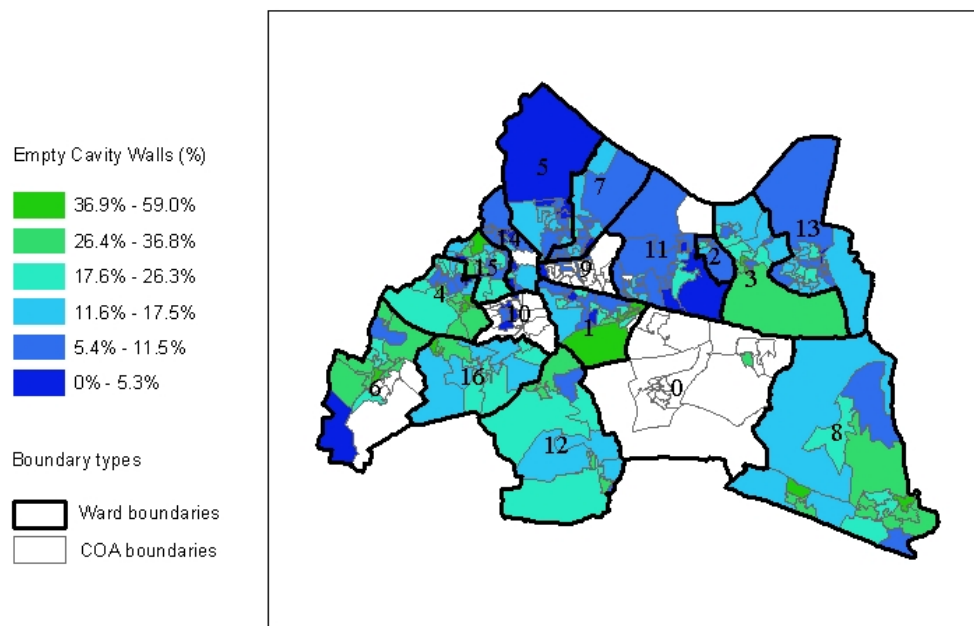 Empty Cavity Walls (%)
36.9% - 59.0%
26.4% - 36.8%
17.6% - 26.3%
11.6% - 17.5%
5.4% - 11.5%
0% - 5.3%
Boundary types
Ward boundaries
COA boundaries
5
7
13
14
11
2
9
15
3
4
10
1
6
16
0
8
12